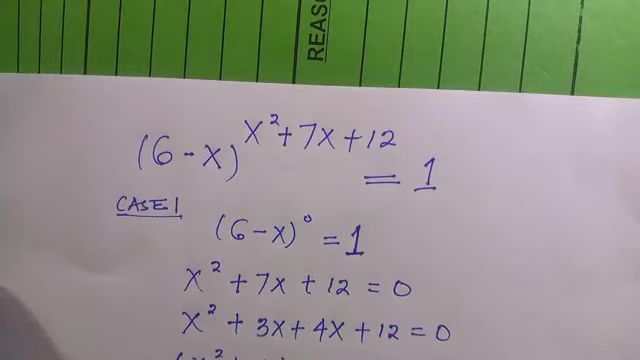 REASO
(6-x)^{x²+7x+12} = 1
CASE 1
(6-x)⁰ = 1
x² + 7x + 12 = 0
x² + 3x + 4x + 12 = 0